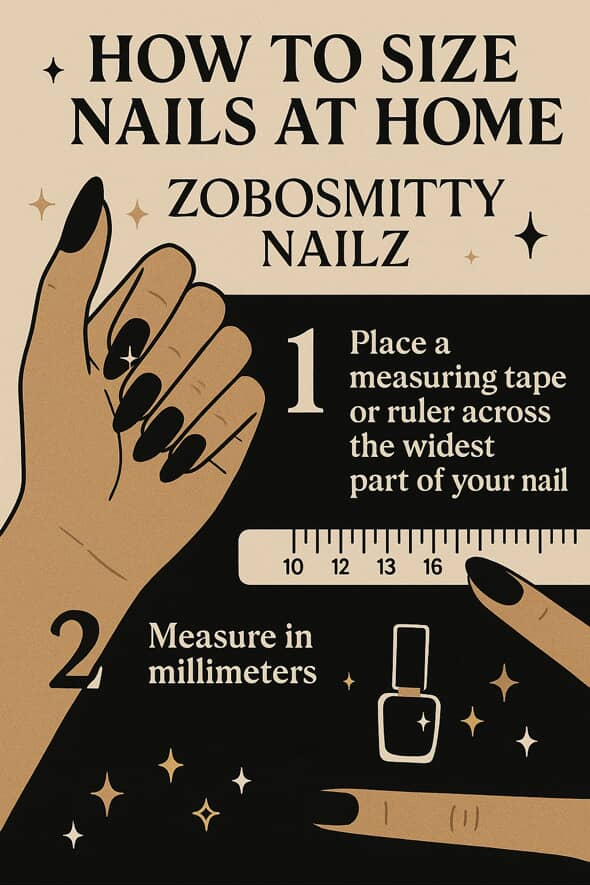 HOW TO SIZE
NAILS AT HOME
ZOBOSMITTY
NAILZ
1
Place a
measuring tape
or ruler across
the widest
part of your nail
10 12 13 16
2
Measure in
millimeters